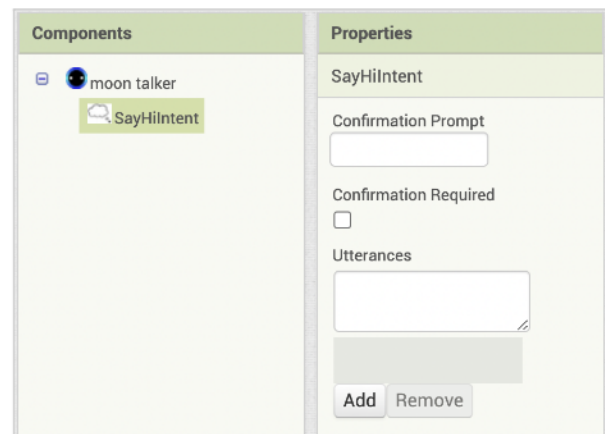 Components
moon talker
SayHiIntent
Properties
SayHiIntent
Confirmation Prompt
Confirmation Required
Utterances
Add Remove